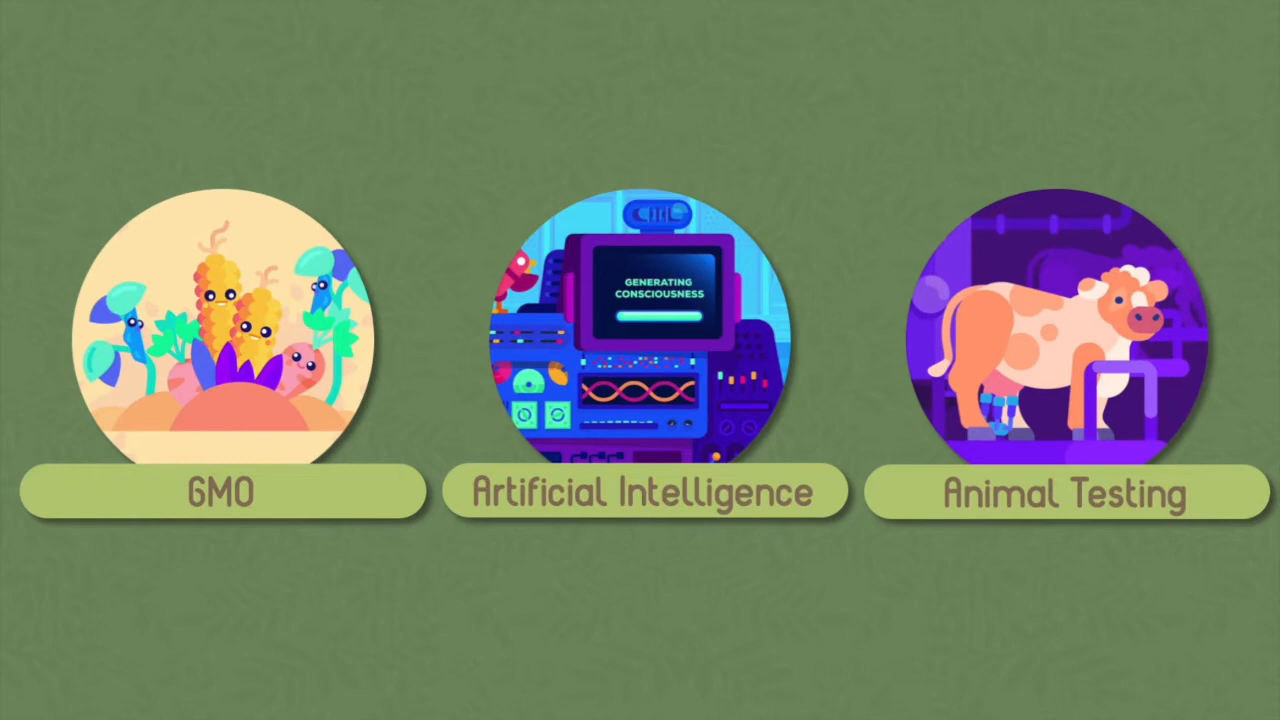 GENERATING
CONSCIOUSNESS
GMO
Artificial Intelligence
Animal Testing